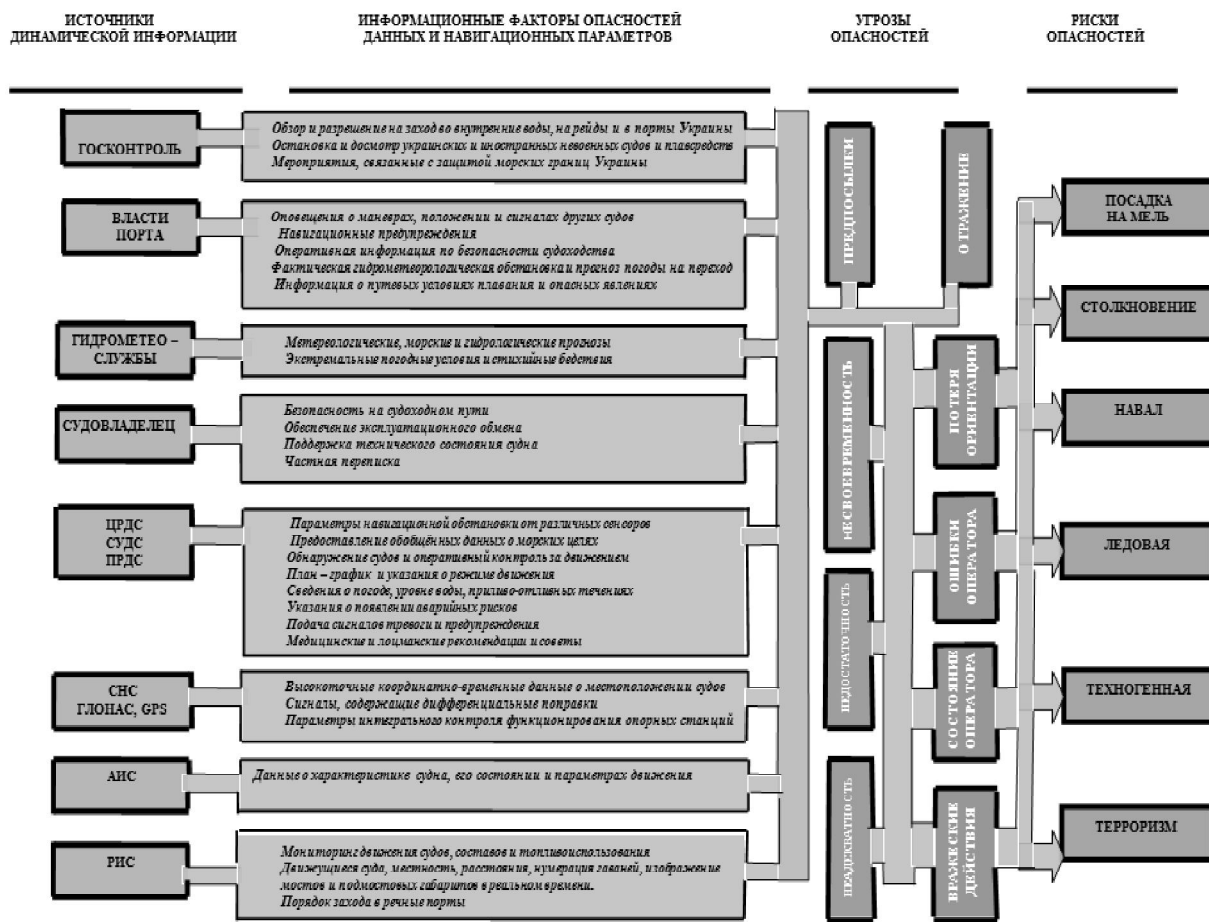 ИСТОЧНИКИ
ДИНАМИЧЕСКОЙ ИНФОРМАЦИИ
ИНФОРМАЦИОННЫЕ ФАКТОРЫ ОПАСНОСТЕЙ
ДАННЫХ И НАВИГАЦИОННЫХ ПАРАМЕТРОВ
УГРОЗЫ
ОПАСНОСТЕЙ
РИСКИ
ОПАСНОСТЕЙ
ГОСКОНТРОЛЬ
Обзор и разрешение на заход во внутренние воды, на рейды и в порты Украины
Остановка и досмотр украинских и иностранных невоенных судов и плавсредств
Мероприятия, связанные с защитой морских границ Украины
ВЛАСТИ
ПОРТА
Оповещения о маневрах, положении и сигналах других судов
Навигационные предупреждения
Оперативная информация по безопасности судоходства
Фактическая гидрометеорологическая обстановка и прогноз погоды на переход
Информация о путевых условиях плавания и опасных явлениях
ГИДРОМЕТЕО –
СЛУЖБЫ
Метереологические, морские и гидрологические прогнозы
Экстремальные погодные условия и стихийные бедствия
СУДОВЛАДЕЛЕЦ
Безопасность на судоходном пути
Обеспечение эксплуатационного обмена
Поддержка технического состояния судна
Частная переписка
ЦРДС
СУДС
ПРДС
Параметры навигационной обстановки от различных сенсоров
Предоставление обобщённых данных о морских целях
Обнаружение судов и оперативный контроль за движением
План – график и указания о режиме движения
Сведения о погоде, уровне воды, приливо-отливных течениях
Указания о появлении аварийных рисков
Подача сигналов тревоги и предупреждения
Медицинские и лоцманские рекомендации и советы
СНС
ГЛОНАС, GPS
Высокоточные координатно-временные данные о местоположении судов
Сигналы, содержащие дифференциальные поправки
Параметры интегрального контроля функционирования опорных станций
АИС
Данные о характеристике судна, его состоянии и параметрах движения
РИС
Мониторинг движения судов, составов и топливоиспользования
Движущиеся суда, местность, расстояния, нумерация гаваней, изображение
мостов и подмостовых габаритов в реальном времени.
Порядок захода в речные порты
ПРЕДПОСЫЛКИ
ОТРАЖЕНИЕ
НЕСВОЕВРЕМЕННОСТЬ
НЕДОСТАТОЧНОСТЬ
НЕАДЕКВАТНОСТЬ
ПОТЕРЯ
ОРИЕНТАЦИИ
ОШИБКИ
ОПЕРАТОРА
СОСТОЯНИЕ
ОПЕРАТОРА
ВРАЖЕСКИЕ
ДЕЙСТВИЯ
ПОСАДКА
НА МЕЛЬ
СТОЛКНОВЕНИЕ
НАВАЛ
ЛЕДОВАЯ
ТЕХНОГЕННАЯ
ТЕРРОРИЗМ